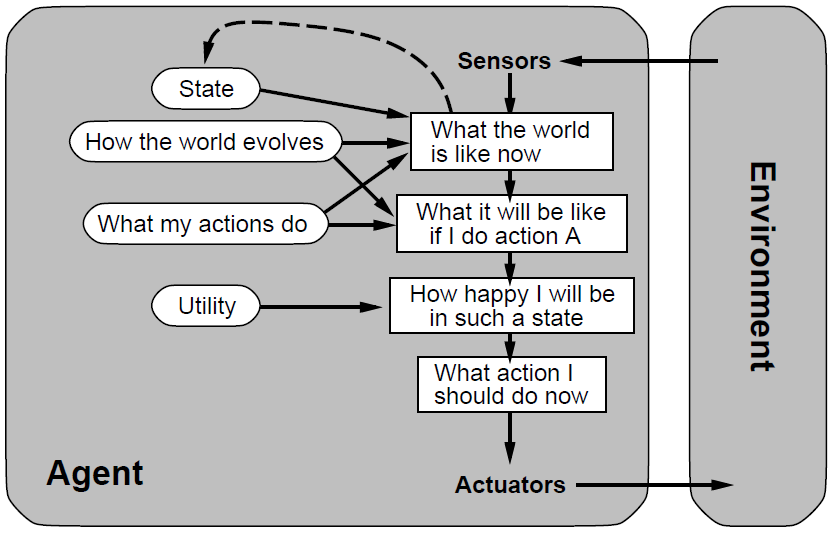 Sensors
State
What the world
is like now
How the world evolves
What my actions do
What it will be like
if I do action A
Utility
How happy I will be
in such a state
What action I
should do now
Agent
Actuators
Environment